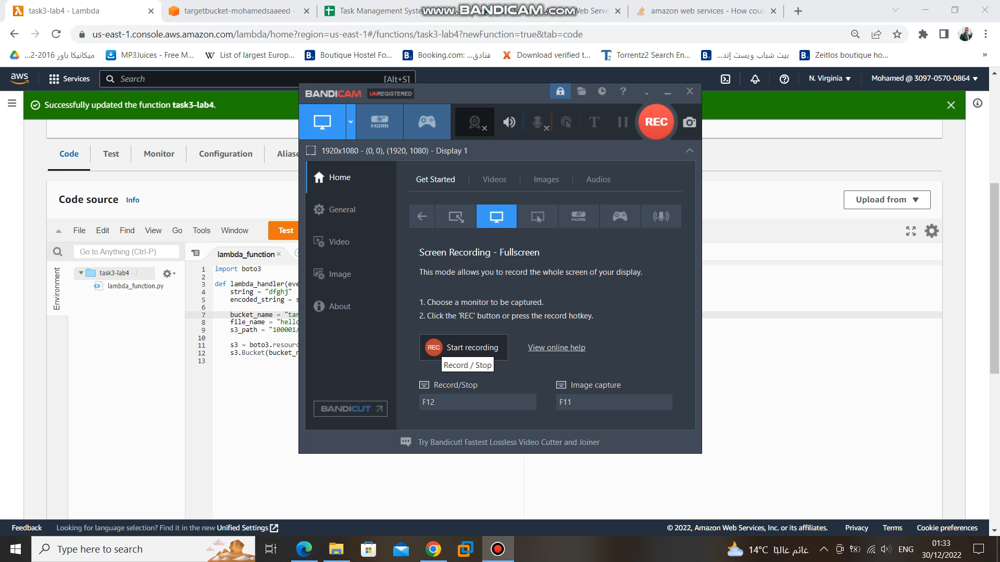 task3-lab4 - Lambda
targetbucket-mohamedsaaeed -
Task Management Syste
www.BANDICAM.com
Web Serve
amazon web services - How coul
us-east-1.console.aws.amazon.com/lambda/home?region=us-east-1#/functions/task3-lab4?newFunction=true&tab=code
ميكانيكا باور 2016-2...
MP3Juices - Free M...
List of largest Europ...
Boutique Hostel Fo...
Booking.com: فنادق...
Download verified t...
Torrentz2 Search En...
بيت شباب ويست إند...
Zeitlos boutique ho...
aws
Services
Search
[Alt+S]
N. Virginia
Mohamed @ 3097-0570-0864
Successfully updated the function task3-lab4.
BANDICAM UNREGISTERED
HDMI
REC
1920x1080 - (0, 0), (1920, 1080) - Display 1
Code
Test
Monitor
Configuration
Aliase
Home
General
Video
Image
About
BANDICUT
Get Started
Videos
Images
Audios
HDMI
Screen Recording - Fullscreen
This mode allows you to record the whole screen of your display.
1. Choose a monitor to be captured.
2. Click the 'REC' button or press the record hotkey.
REC Start recording
View online help
Record / Stop
Record/Stop
Image capture
F12
F11
Try Bandicut! Fastest Lossless Video Cutter and Joiner
Code source Info
Upload from
File Edit Find View Go Tools Window
Test
Go to Anything (Ctrl-P)
lambda_function
Environment
task3-lab4 - /
lambda_function.py
1 import boto3
2
3 def lambda_handler(eve
4 string = "dfghj"
5 encoded_string = s
6
7 bucket_name = "tar
8 file_name = "hello
9 s3_path = "100001/
10
11 s3 = boto3.resourc
12 s3.Bucket(bucket_n
13
Feedback
Looking for language selection? Find it in the new Unified Settings
© 2022, Amazon Web Services, Inc. or its affiliates.
Privacy
Terms
Cookie preferences
Type here to search
14°C غائم غالبًا
ENG
01:33
30/12/2022